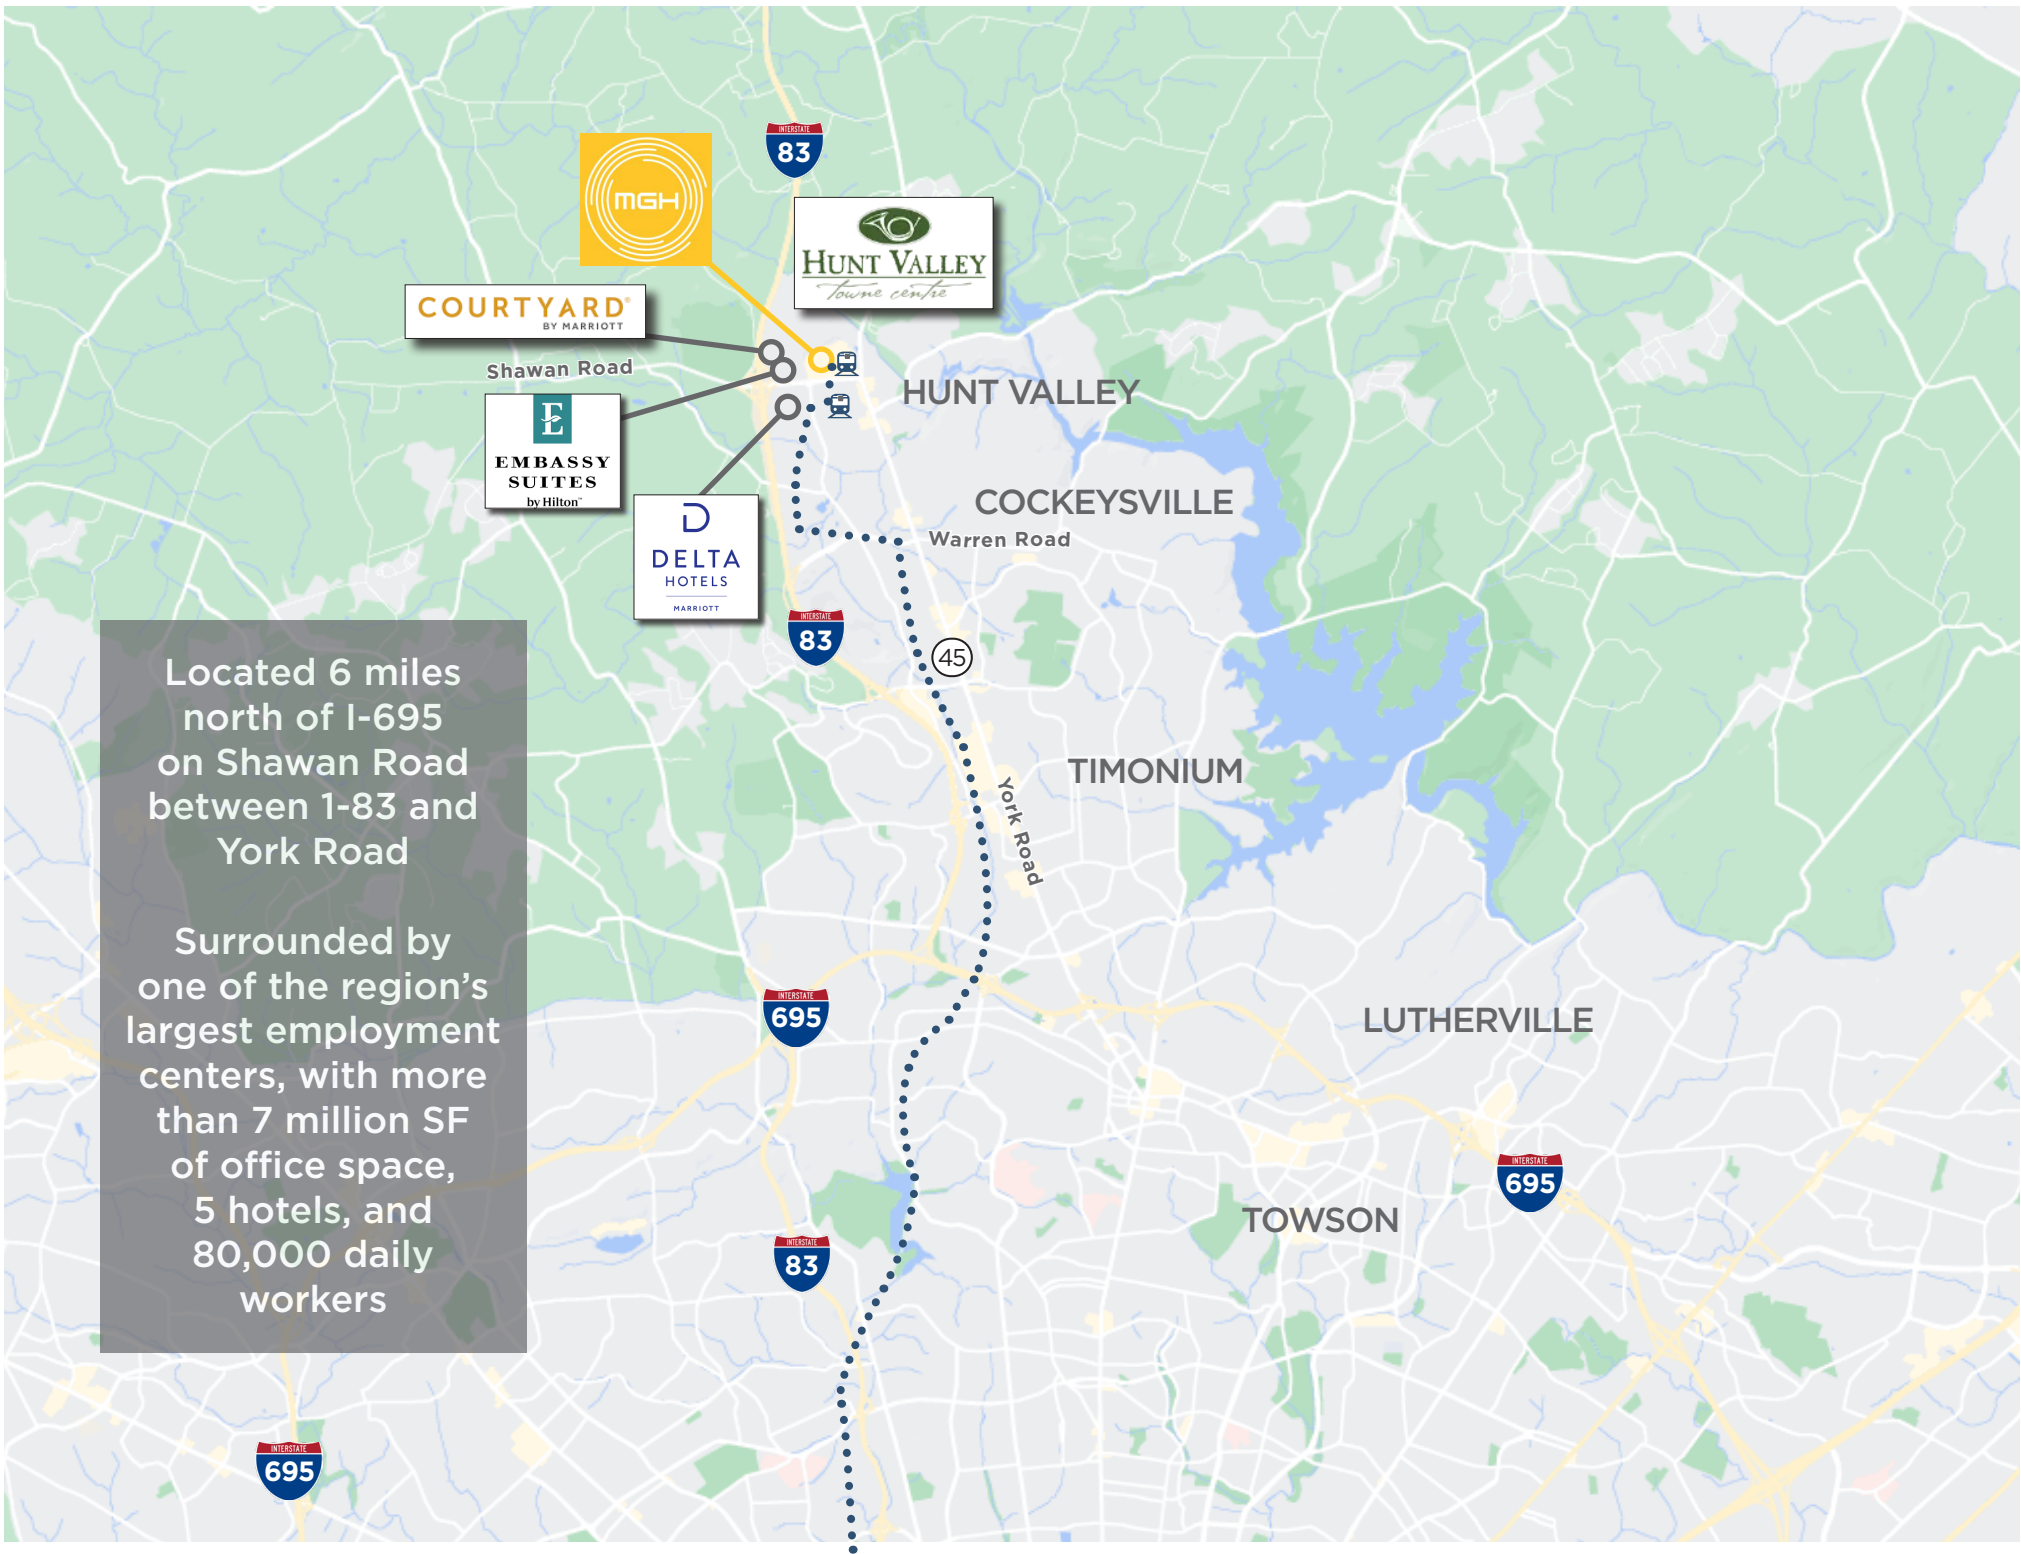 INTERSTATE
83
MGH
HUNT VALLEY
Towne Centre
COURTYARD®
BY MARRIOTT
Shawan Road
HUNT VALLEY
E
EMBASSY
SUITES
by Hilton™
COCKEYSVILLE
Warren Road
D
DELTA
HOTELS
MARRIOTT
INTERSTATE
83
45
Located 6 miles
north of I-695
on Shawan Road
between 1-83 and
York Road
TIMONIUM
York Road
Surrounded by
one of the region's
largest employment
centers, with more
than 7 million SF
of office space,
5 hotels, and
80,000 daily
workers
INTERSTATE
695
LUTHERVILLE
INTERSTATE
695
TOWSON
INTERSTATE
83
INTERSTATE
695